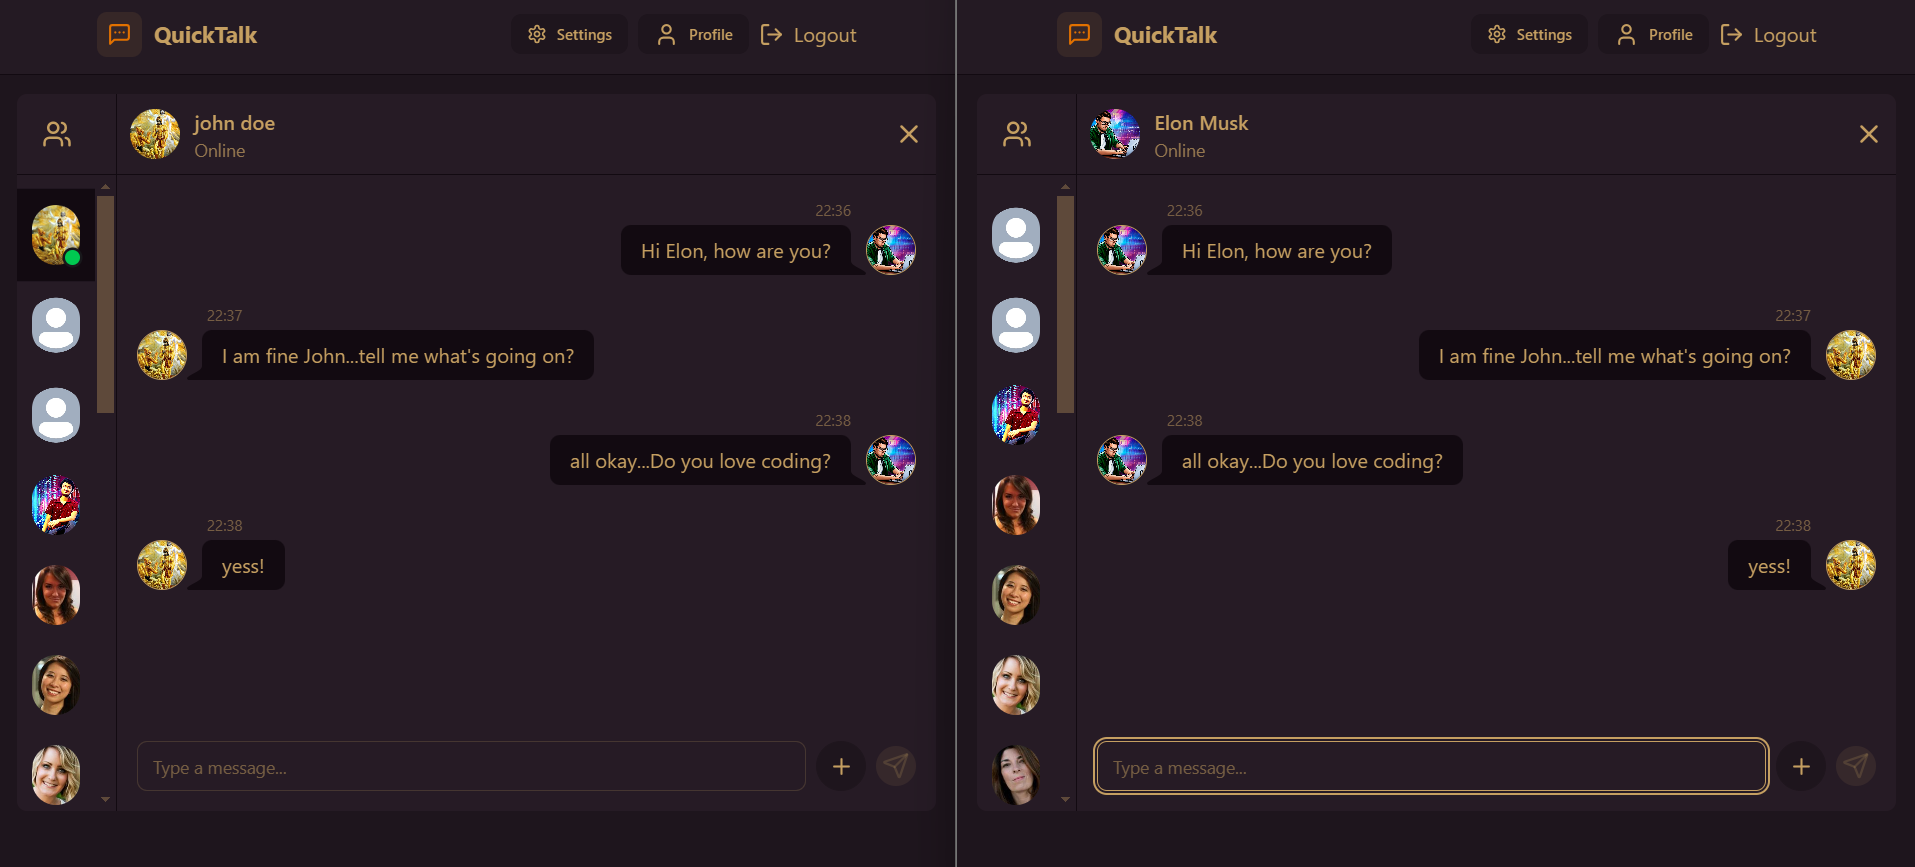 QuickTalk
Settings
Profile
Logout
john doe
Online
22:36
Hi Elon, how are you?
22:37
I am fine John...tell me what's going on?
22:38
all okay...Do you love coding?
22:38
yess!
Type a message...
QuickTalk
Settings
Profile
Logout
Elon Musk
Online
22:36
Hi Elon, how are you?
22:37
I am fine John...tell me what's going on?
22:38
all okay...Do you love coding?
22:38
yess!
Type a message...